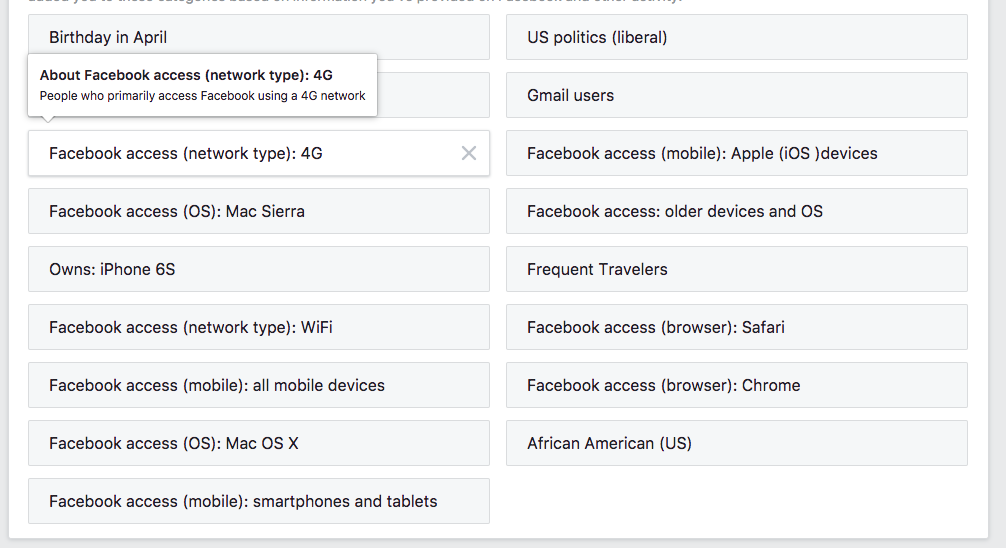 Birthday in April
US politics (liberal)
About Facebook access (network type): 4G
People who primarily access Facebook using a 4G network
Gmail users
Facebook access (network type): 4G
Facebook access (mobile): Apple (iOS )devices
Facebook access (OS): Mac Sierra
Facebook access: older devices and OS
Owns: iPhone 6S
Frequent Travelers
Facebook access (network type): WiFi
Facebook access (browser): Safari
Facebook access (mobile): all mobile devices
Facebook access (browser): Chrome
Facebook access (OS): Mac OS X
African American (US)
Facebook access (mobile): smartphones and tablets